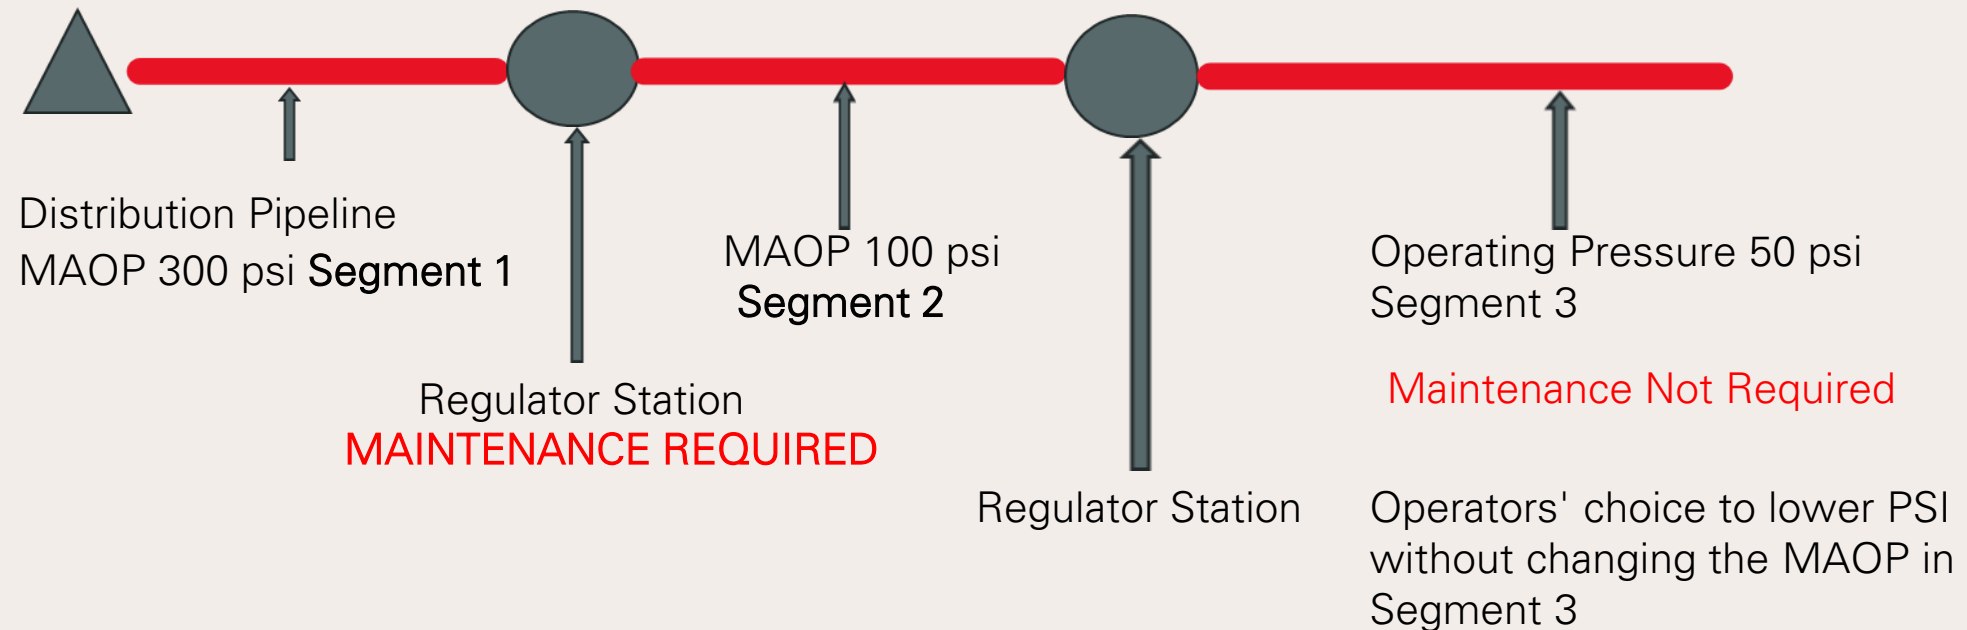 Distribution Pipeline
MAOP 300 psi Segment 1
Regulator Station
MAINTENANCE REQUIRED
MAOP 100 psi
Segment 2
Regulator Station
Operating Pressure 50 psi
Segment 3
Maintenance Not Required
Operators' choice to lower PSI
without changing the MAOP in
Segment 3